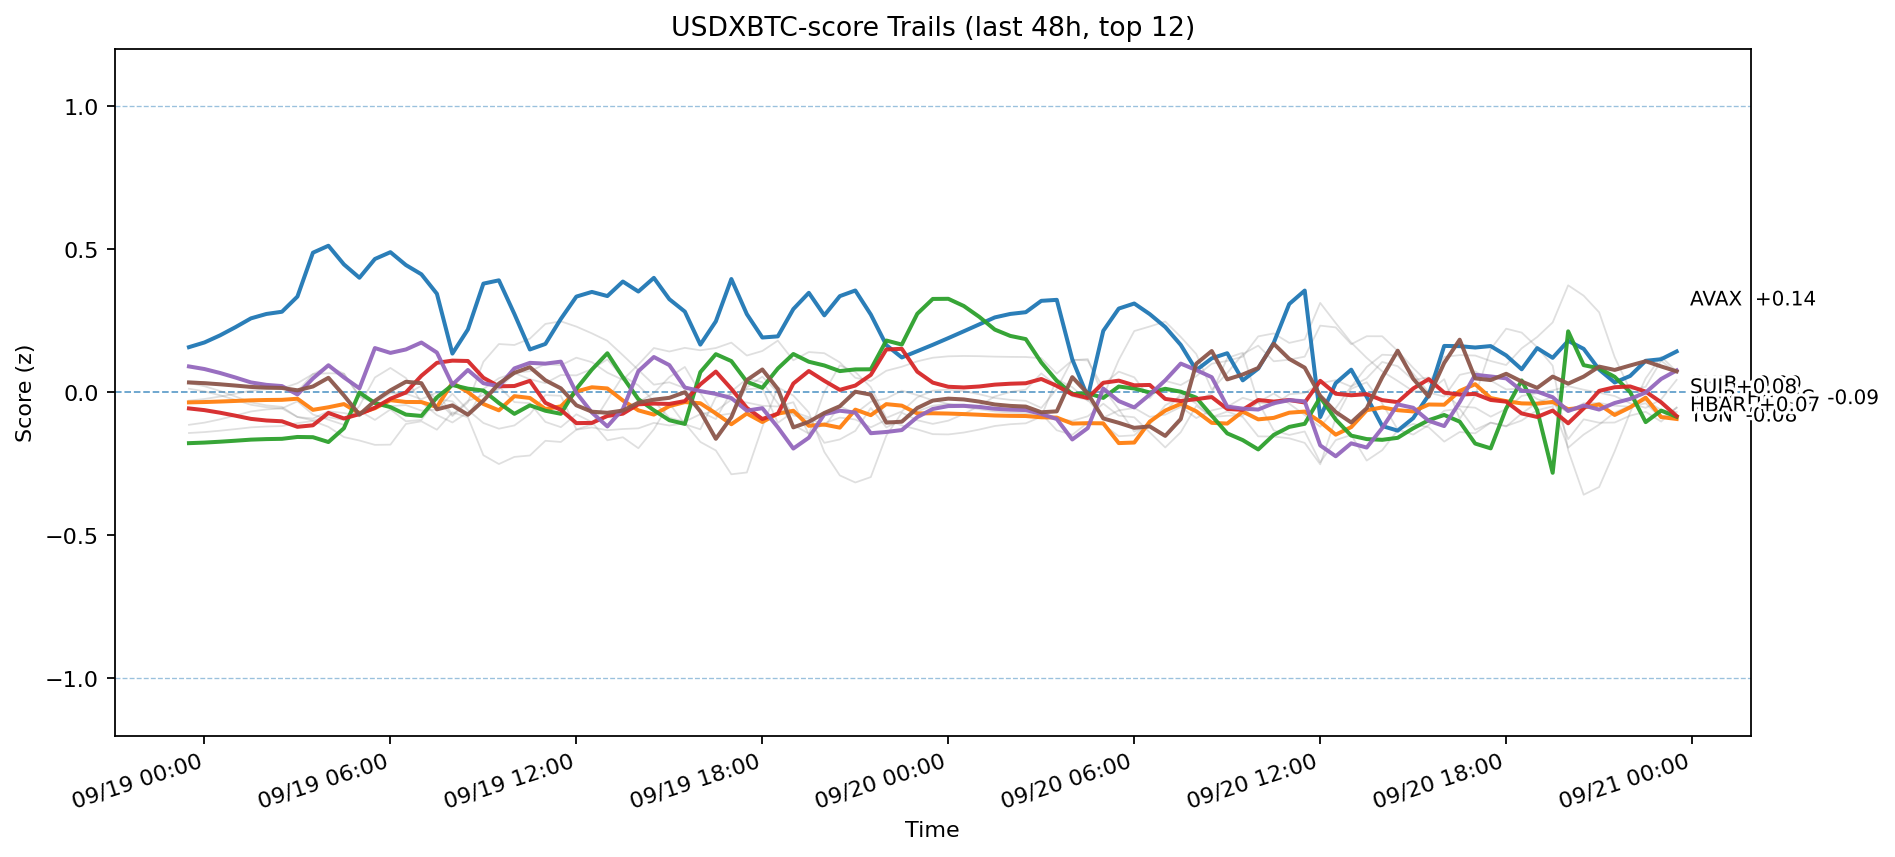 USDXBTC-score Trails (last 48h, top 12)
1.0
0.5
0.0
−0.5
−1.0
Score (z)
AVAX +0.14
SUI +0.08
-0.09
HBAR +0.07
TON -0.08
09/19 00:00
09/19 06:00
09/19 12:00
09/19 18:00
09/20 00:00
09/20 06:00
09/20 12:00
09/20 18:00
09/21 00:00
Time